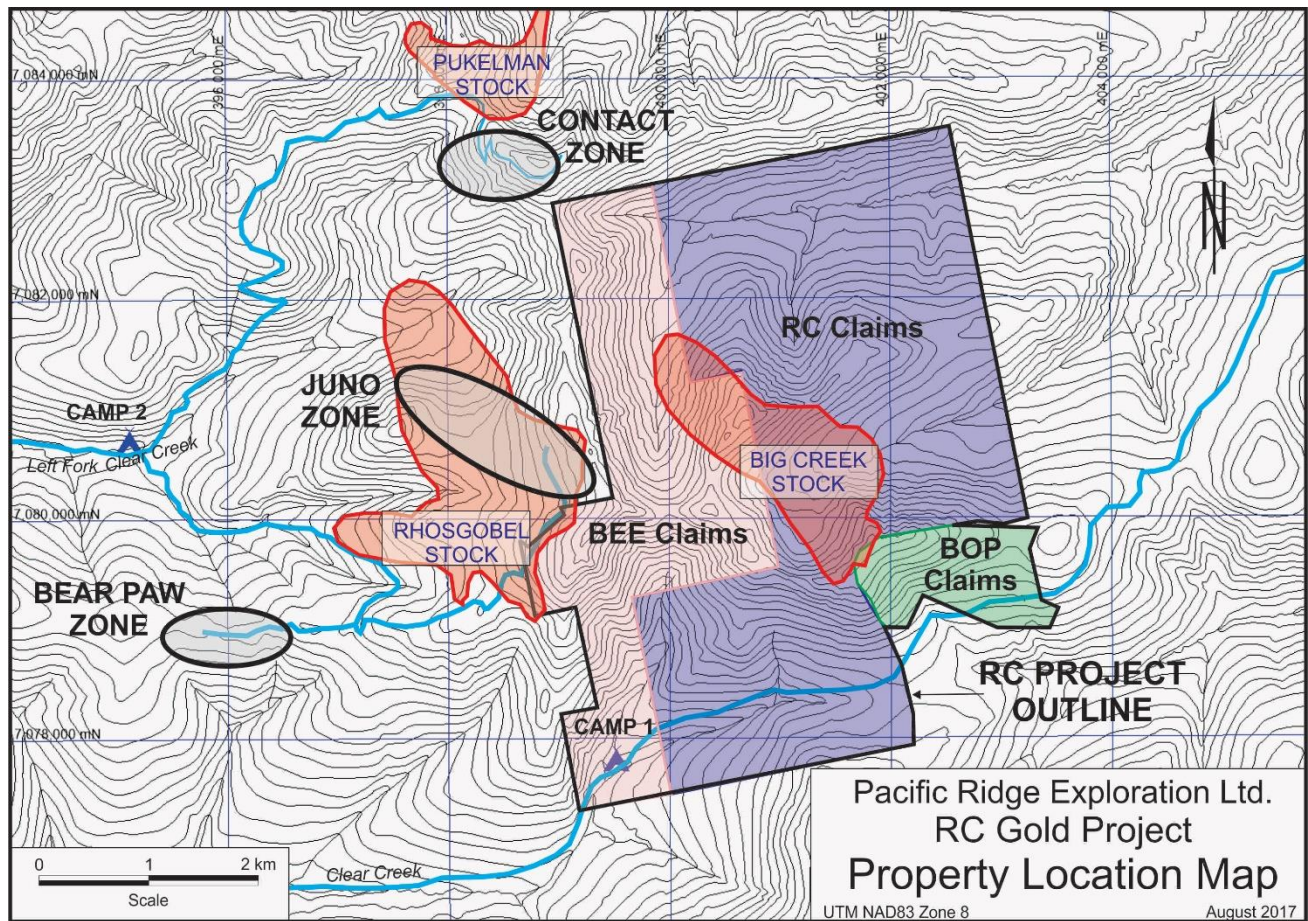 7,084,000 mN
396,000 mE
PUKELMAN
STOCK
400,000 mE
402,000 mE
404,000 mE
CONTACT
ZONE
N
7,082,000 mN
RC Claims
JUNO
ZONE
CAMP 2
Left Fork Clear Creek
BIG CREEK
STOCK
7,080,000 mN
RHOSGOBEL
STOCK
BEE Claims
BOP
Claims
BEAR PAW
ZONE
RC PROJECT
OUTLINE
CAMP 1
7,078,000 mN
Clear Creek
0 1 2 km
Scale
Pacific Ridge Exploration Ltd.
RC Gold Project
Property Location Map
UTM NAD83 Zone 8 August 2017